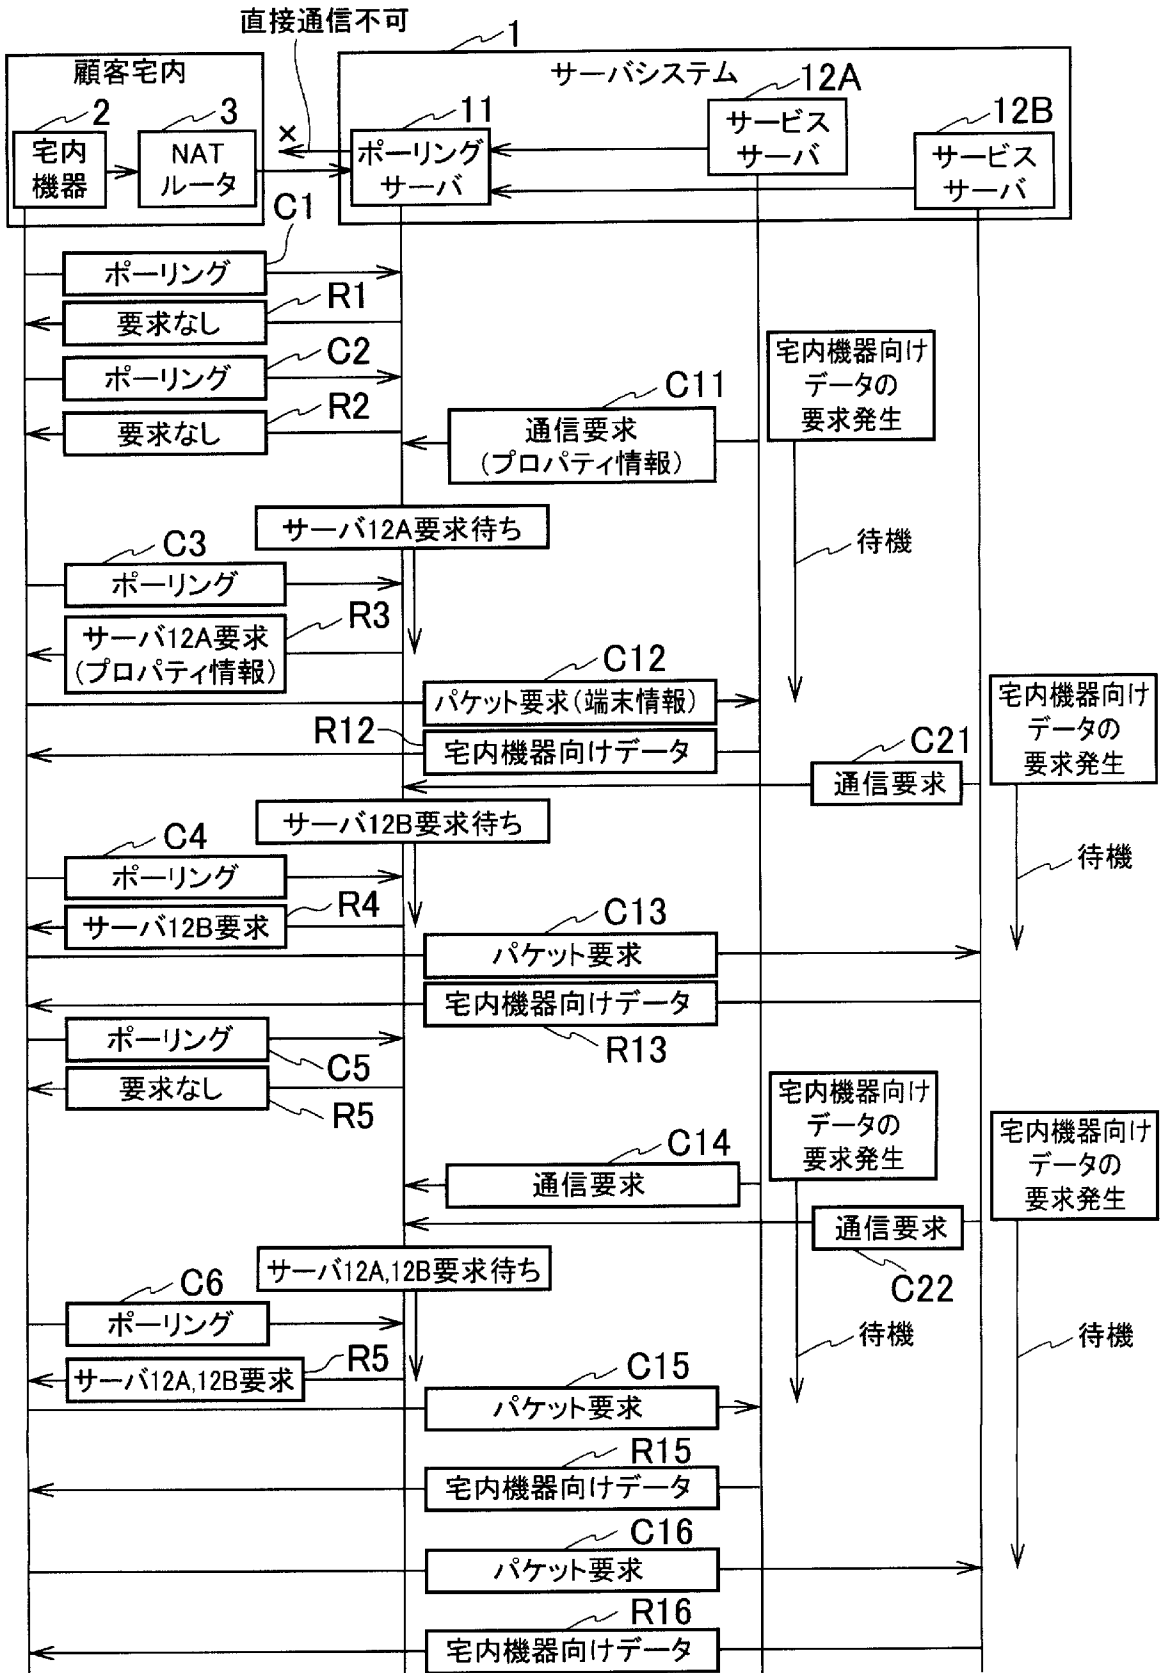 直接通信不可
1
顧客宅内
サーバシステム
2
3
×
11
12A
12B
宅内
機器
NAT
ルータ
ポーリング
サーバ
サービス
サーバ
サービス
サーバ
C1
ポーリング
R1
要求なし
C2
ポーリング
R2
要求なし
宅内機器向け
データの
要求発生
C11
通信要求
(プロパティ情報)
サーバ12A要求待ち
待機
C3
ポーリング
R3
サーバ12A要求
(プロパティ情報)
C12
パケット要求(端末情報)
R12
宅内機器向けデータ
宅内機器向け
データの
要求発生
C21
通信要求
サーバ12B要求待ち
待機
C4
ポーリング
R4
サーバ12B要求
C13
パケット要求
宅内機器向けデータ
R13
ポーリング
C5
要求なし
R5
宅内機器向け
データの
要求発生
宅内機器向け
データの
要求発生
C14
通信要求
通信要求
C22
サーバ12A,12B要求待ち
C6
ポーリング
待機
待機
R5
サーバ12A,12B要求
C15
パケット要求
R15
宅内機器向けデータ
C16
パケット要求
R16
宅内機器向けデータ